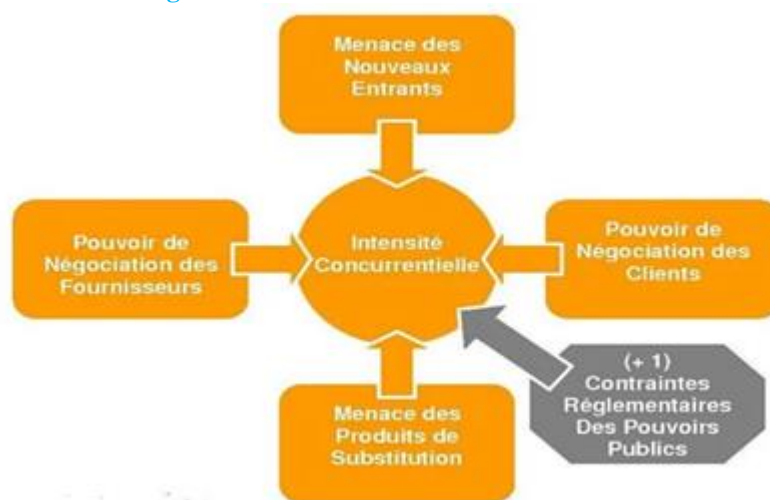 Menace des
Nouveaux
Entrants
Pouvoir de
Négociation des
Fournisseurs
Intensité
Concurrentielle
Pouvoir de
Négociation des
Clients
(+ 1)
Contraintes
Réglementaires
Des Pouvoirs
Publics
Menace des
Produits de
Substitution